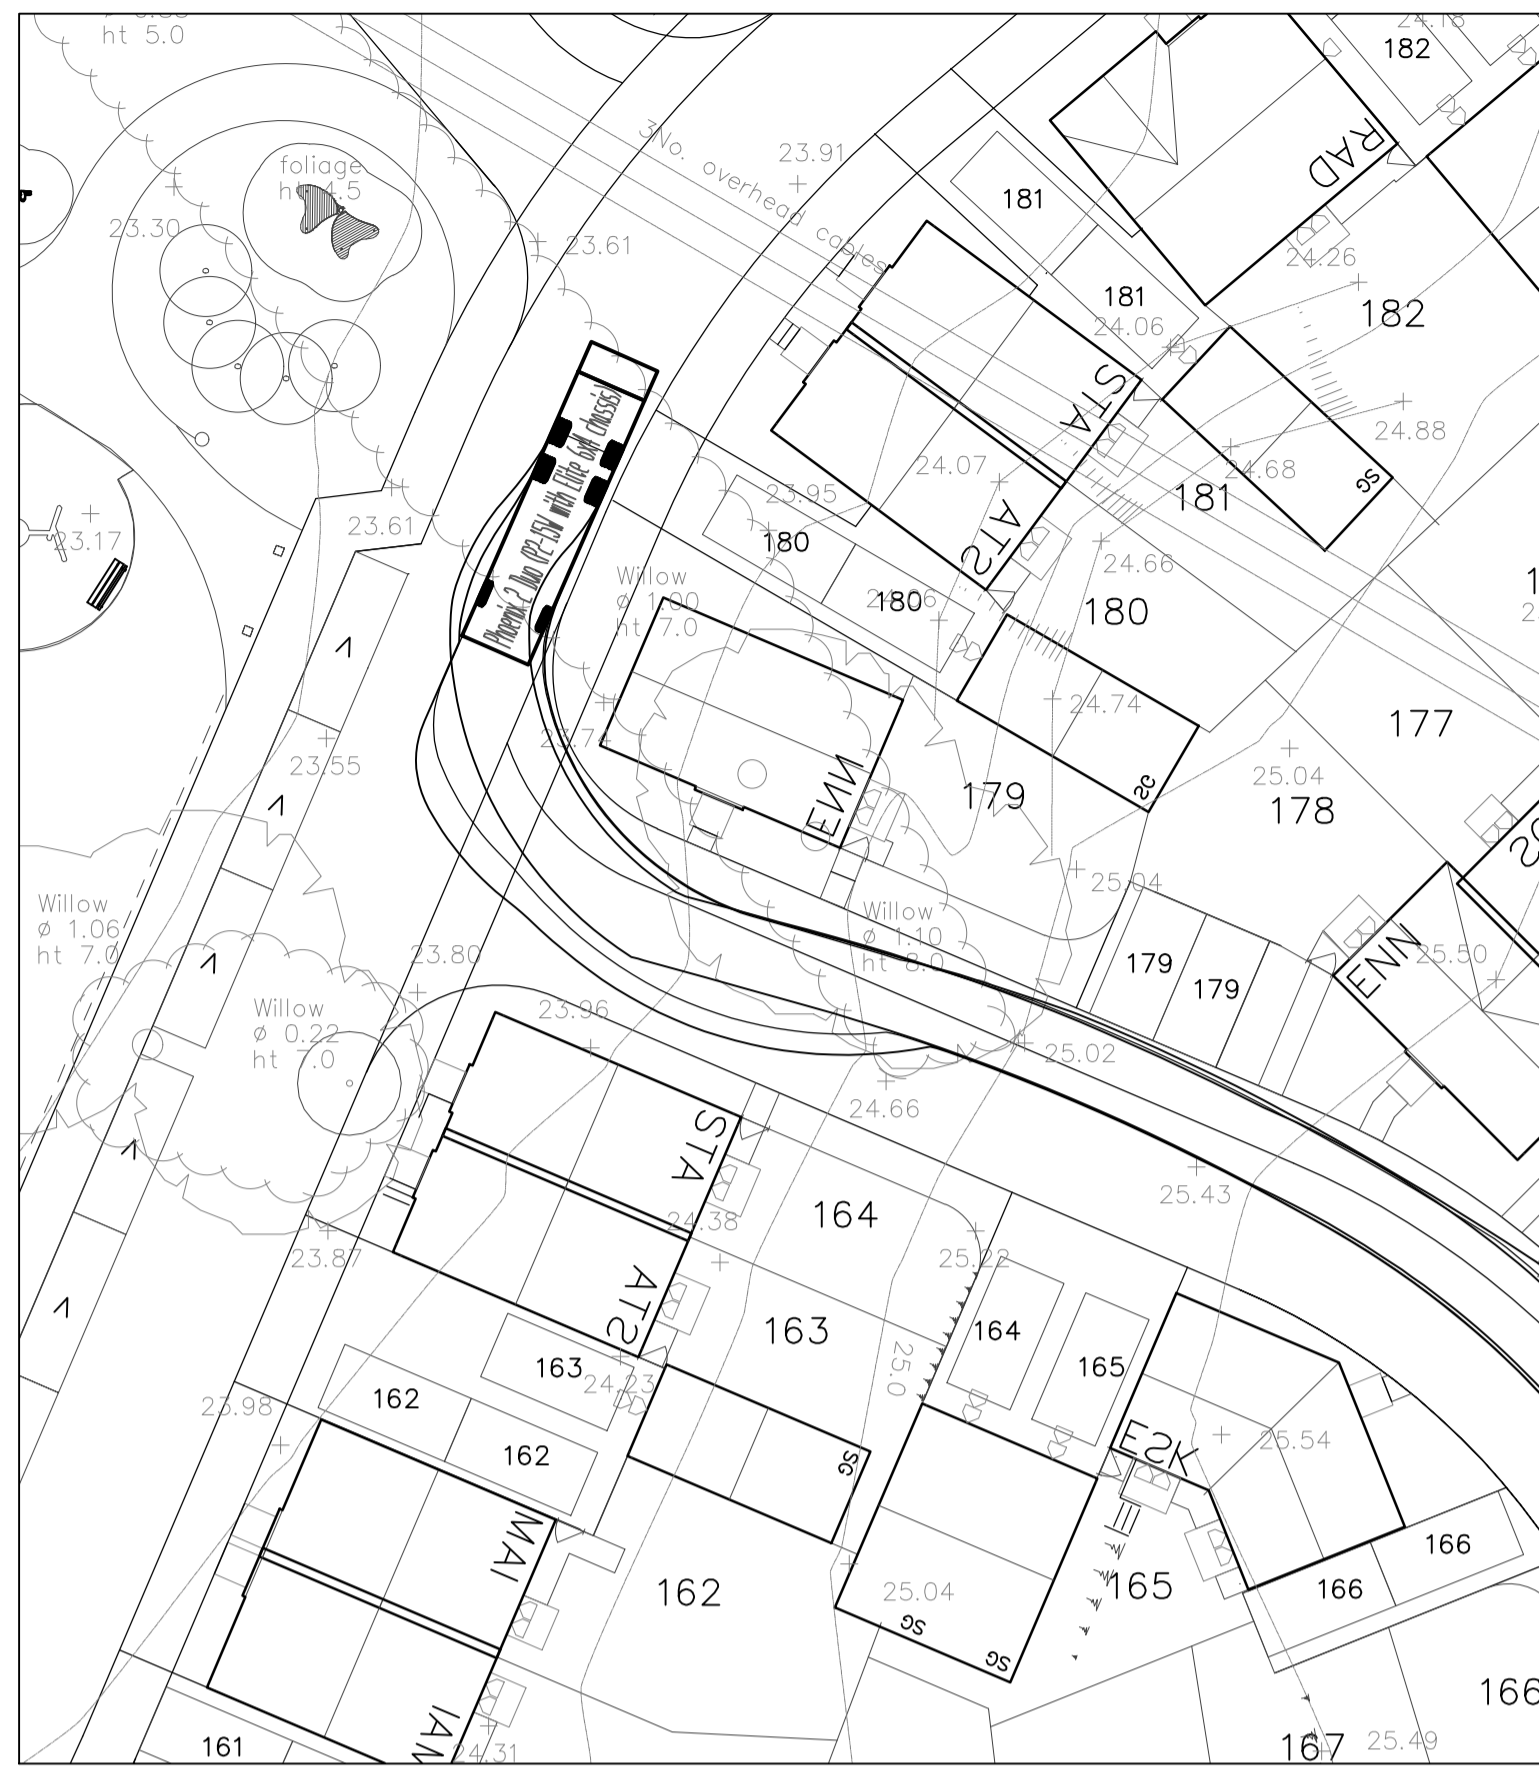 ht 5.0
24.18
182
3No. overhead cables
23.91
RAD
foliage
ht 4.5
181
23.30
23.61
24.26
181
24.06
182
Phoenix 2 Duo (P2-15W with Elite 6x4 chassis)
STA
24.88
24.07
24.68
SG
23.95
181
23.61
180
ATS
23.17
24.66
Willow
ø 1.00
ht 7.0
180
180
24.74
23.74
177
23.55
25.04
SG
179
178
ENN
25.04
Willow
ø 1.06
ht 7.0
Willow
ø 1.10
ht 8.0
ENN
25.50
23.80
179
179
Willow
ø 0.22
ht 7.0
23.96
25.02
24.66
STA
25.43
164
24.38
23.87
25.22
ATS
163
164
25.0
163
165
24.23
162
23.98
ESK
25.54
162
SG
MAI
166
162
25.04
165
166
SG
SG
166
IAM
161
24.31
167
25.49